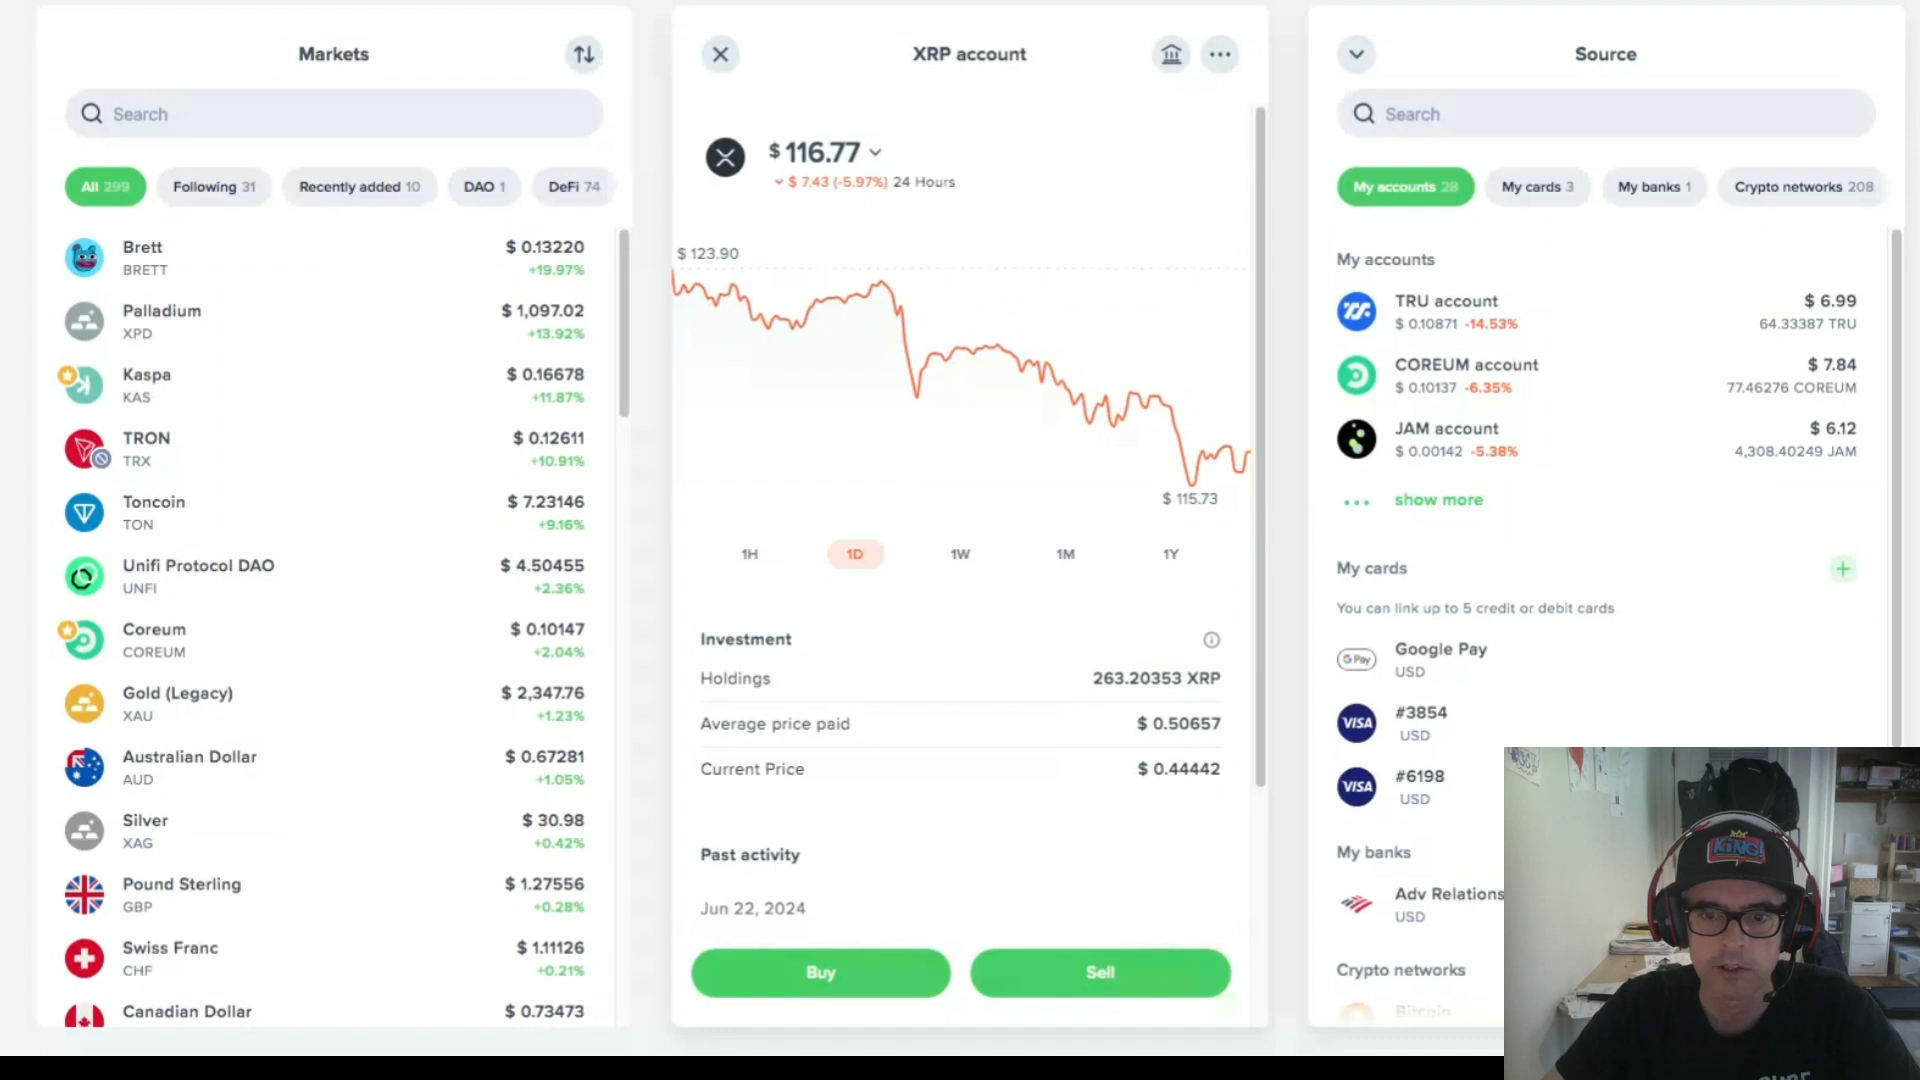 Markets
Search
All 299
Following 31
Recently added 10
DAO 1
DeFi 74
Brett
BRETT
$ 0.13220
+19.97%
Palladium
XPD
$ 1,097.02
+13.92%
Kaspa
KAS
$ 0.16678
+11.87%
TRON
TRX
$ 0.12611
+10.91%
Toncoin
TON
$ 7.23146
+9.16%
Unifi Protocol DAO
UNFI
$ 4.50455
+2.36%
Coreum
COREUM
$ 0.10147
+2.04%
Gold (Legacy)
XAU
$ 2,347.76
+1.23%
Australian Dollar
AUD
$ 0.67281
+1.05%
Silver
XAG
$ 30.98
+0.42%
Pound Sterling
GBP
$ 1.27556
+0.28%
Swiss Franc
CHF
$ 1.11126
+0.21%
Canadian Dollar
$ 0.73473
XRP account
$ 116.77
$ 7.43 (-5.97%) 24 Hours
$ 123.90
$ 115.73
1H
1D
1W
1M
1Y
Investment
Holdings
263.20353 XRP
Average price paid
$ 0.50657
Current Price
$ 0.44442
Past activity
Jun 22, 2024
Buy
Sell
Source
Search
My accounts 28
My cards 3
My banks 1
Crypto networks 208
My accounts
TRU account
$ 6.99
$ 0.10871 -14.53%
64.33387 TRU
COREUM account
$ 7.84
$ 0.10137 -6.35%
77.46276 COREUM
JAM account
$ 6.12
$ 0.00142 -5.38%
4,308.40249 JAM
show more
My cards
You can link up to 5 credit or debit cards
G Pay
Google Pay
USD
VISA
#3854
USD
VISA
#6198
USD
My banks
Adv Relations
USD
Crypto networks
Bitcoin
KING!